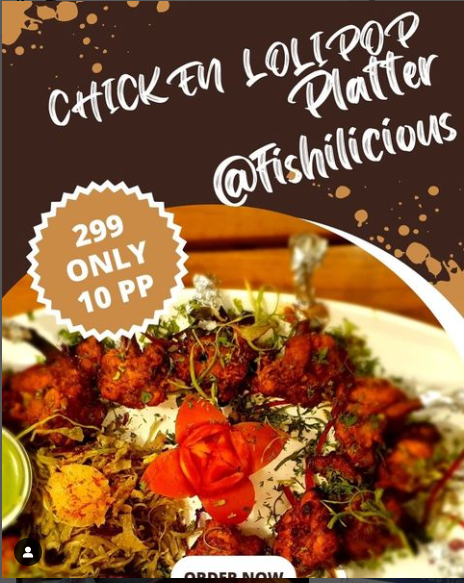 CHICKEN LOLIPOP
Platter
@Fishilicious
299
ONLY
10 PP
ORDER NOW